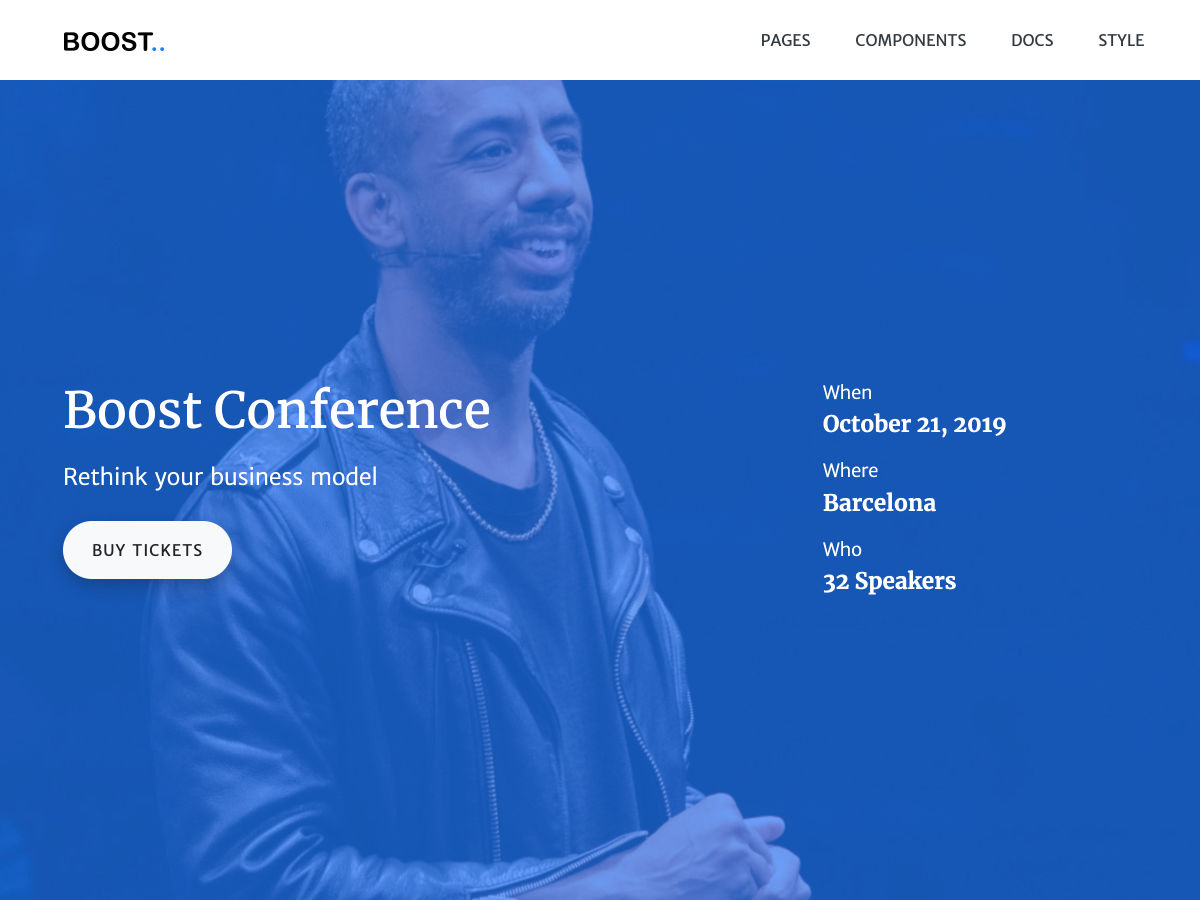 BOOST..
PAGES COMPONENTS DOCS STYLE
Boost Conference
Rethink your business model
BUY TICKETS
When
October 21, 2019
Where
Barcelona
Who
32 Speakers